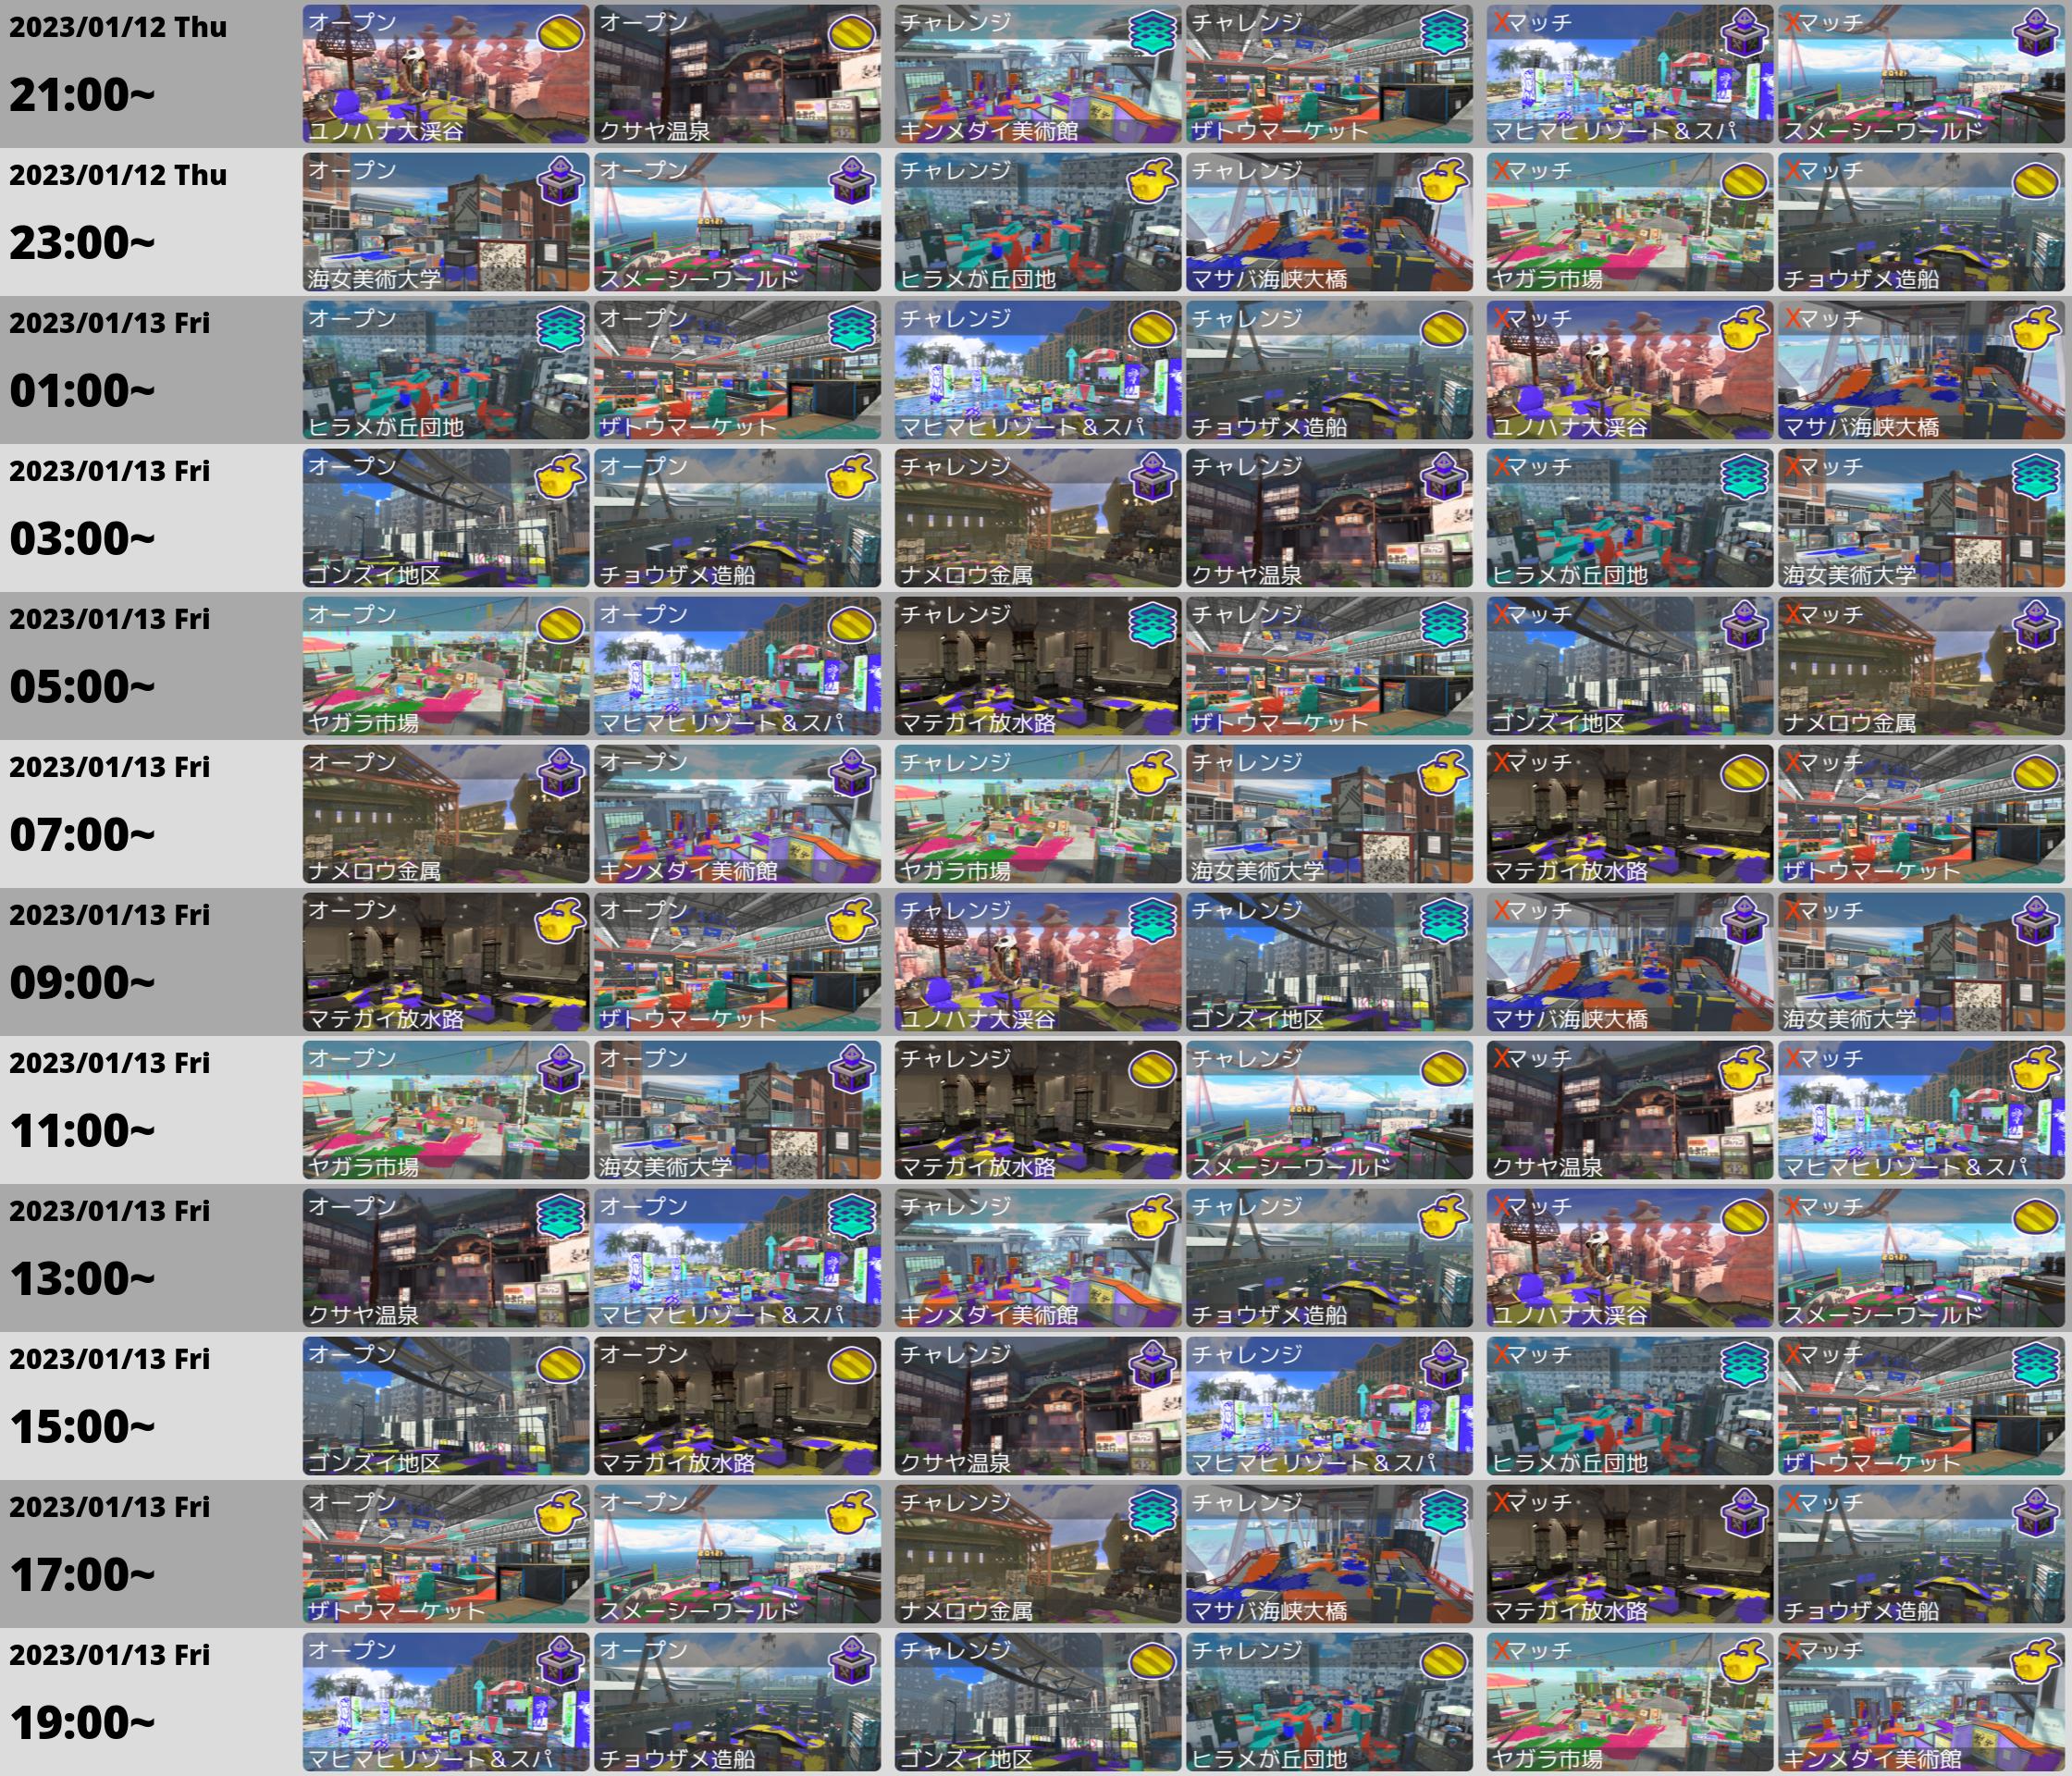 2023/01/12 Thu
21:00~
オープン オープン チャレンジ チャレンジ Xマッチ Xマッチ
ユノハナ大渓谷 クサヤ温泉 キンメダイ美術館 ザトウマーケット マヒマヒリゾート＆スパ スメーシーワールド
2023/01/12 Thu
23:00~
オープン オープン チャレンジ チャレンジ Xマッチ Xマッチ
海女美術大学 スメーシーワールド ヒラメが丘団地 マサバ海峡大橋 ヤガラ市場 チョウザメ造船
2023/01/13 Fri
01:00~
オープン オープン チャレンジ チャレンジ Xマッチ Xマッチ
ヒラメが丘団地 ザトウマーケット マヒマヒリゾート＆スパ チョウザメ造船 ユノハナ大渓谷 マサバ海峡大橋
2023/01/13 Fri
03:00~
オープン オープン チャレンジ チャレンジ Xマッチ Xマッチ
ゴンズイ地区 チョウザメ造船 ナメロウ金属 クサヤ温泉 ヒラメが丘団地 海女美術大学
2023/01/13 Fri
05:00~
オープン オープン チャレンジ チャレンジ Xマッチ Xマッチ
ヤガラ市場 マヒマヒリゾート＆スパ マテガイ放水路 ザトウマーケット ゴンズイ地区 ナメロウ金属
2023/01/13 Fri
07:00~
オープン オープン チャレンジ チャレンジ Xマッチ Xマッチ
ナメロウ金属 キンメダイ美術館 ヤガラ市場 海女美術大学 マテガイ放水路 ザトウマーケット
2023/01/13 Fri
09:00~
オープン オープン チャレンジ チャレンジ Xマッチ Xマッチ
マテガイ放水路 ザトウマーケット ユノハナ大渓谷 ゴンズイ地区 マサバ海峡大橋 海女美術大学
2023/01/13 Fri
11:00~
オープン オープン チャレンジ チャレンジ Xマッチ Xマッチ
ヤガラ市場 海女美術大学 マテガイ放水路 スメーシーワールド クサヤ温泉 マヒマヒリゾート＆スパ
2023/01/13 Fri
13:00~
オープン オープン チャレンジ チャレンジ Xマッチ Xマッチ
クサヤ温泉 マヒマヒリゾート＆スパ キンメダイ美術館 チョウザメ造船 ユノハナ大渓谷 スメーシーワールド
2023/01/13 Fri
15:00~
オープン オープン チャレンジ チャレンジ Xマッチ Xマッチ
ゴンズイ地区 マテガイ放水路 クサヤ温泉 マヒマヒリゾート＆スパ ヒラメが丘団地 ザトウマーケット
2023/01/13 Fri
17:00~
オープン オープン チャレンジ チャレンジ Xマッチ Xマッチ
ザトウマーケット スメーシーワールド ナメロウ金属 マサバ海峡大橋 マテガイ放水路 チョウザメ造船
2023/01/13 Fri
19:00~
オープン オープン チャレンジ チャレンジ Xマッチ Xマッチ
マヒマヒリゾート＆スパ チョウザメ造船 ゴンズイ地区 ヒラメが丘団地 ヤガラ市場 キンメダイ美術館